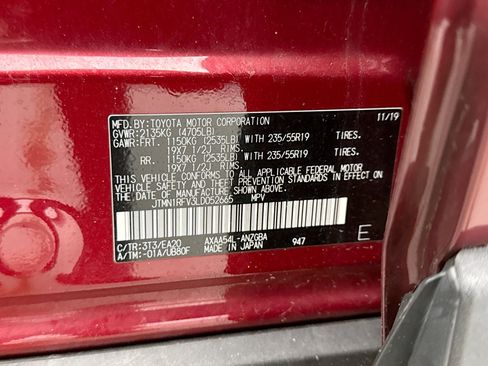 MFD.BY:TOYOTA MOTOR CORPORATION 11/19
GVWR:2135KG (4705LB)
GAWR:FRT. 1150KG (2535LB) WITH 235/55R19 TIRES.
19X7 1/2J RIMS.
RR. 1150KG (2535LB) WITH 235/55R19 TIRES.
19X7 1/2J RIMS.
THIS VEHICLE CONFORMS TO ALL APPLICABLE FEDERAL MOTOR
VEHICLE SAFETY AND BUMPER STANDARDS IN EFFECT ON
THE DATE OF MANUFACTURE SHOWN ABOVE.
JTMN1RFV3LD052665 MPV
C/TR:3T3/EA20 AXAA54L-ANZGBA
A/TM:-01A/UB80F MADE IN JAPAN 947 E